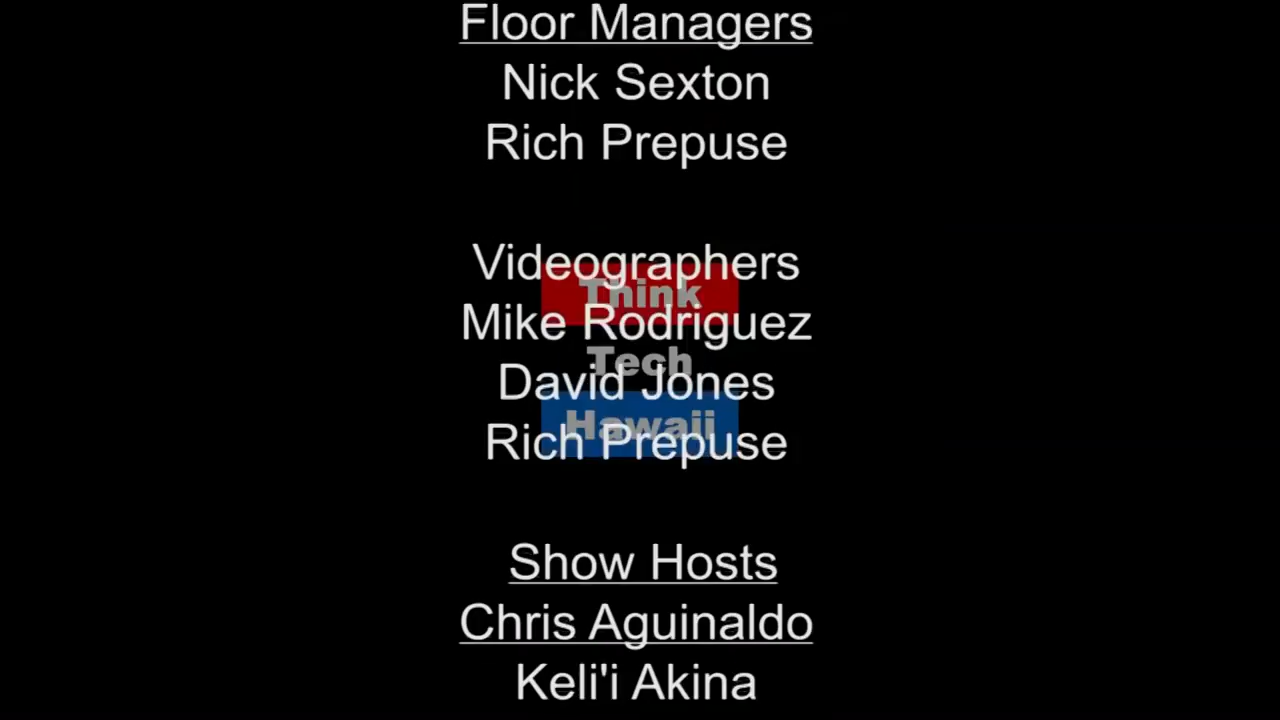 Floor Managers
Nick Sexton
Rich Prepuse
Videographers
Think
Mike Rodriguez
Tech
David Jones
Hawaii
Rich Prepuse
Show Hosts
Chris Aguinaldo
Keli'i Akina